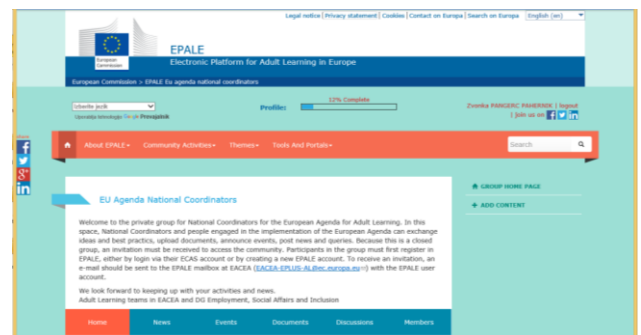 Legal notice | Privacy statement | Cookies | Contact on Europa | Search on Europa English (en)
European
Commission
EPALE
Electronic Platform for Adult Learning in Europe
European Commission > EPALE Eu agenda national coordinators
Izberite jezik
Profile:
12% Complete
Zvonka PANGERC PAHERNIK | logout
| Join us on
Prevajalnik
Share
About EPALE
Community Activities
Themes
Tools And Portals
Search
EU Agenda National Coordinators
GROUP HOME PAGE
ADD CONTENT
Welcome to the private group for National Coordinators for the European Agenda for Adult Learning. In this
space, National Coordinators and people engaged in the implementation of the European Agenda can exchange
ideas and best practics, upload documents, announce events, post news and queries. Because this is a closed
group, an invitation must be received to access the community. Participants in the group must first register in
EPALE, either by login via their ECAS account or by creating a new EPALE account. To receive an invitation, an
e-mail should be sent to the EPALE mailbox at EACEA (EACEA-EPLUS-AL@ec.europa.eu) with the EPALE user
account.
We look forward to keeping up with your activities and news.
Adult Learning teams in EACEA and DG Employment, Social Affairs and Inclusion
Home News Events Documents Discussions Members